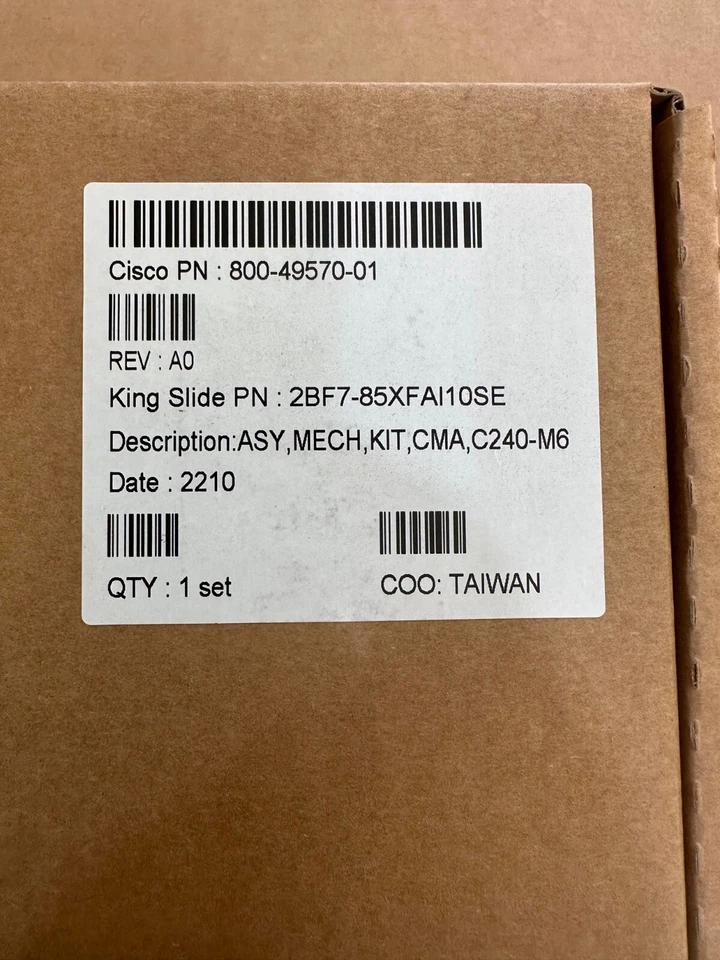 Cisco PN : 800-49570-01
REV : A0
King Slide PN : 2BF7-85XFAI10SE
Description:ASY,MECH,KIT,CMA,C240-M6
Date : 2210
QTY : 1 set
COO: TAIWAN